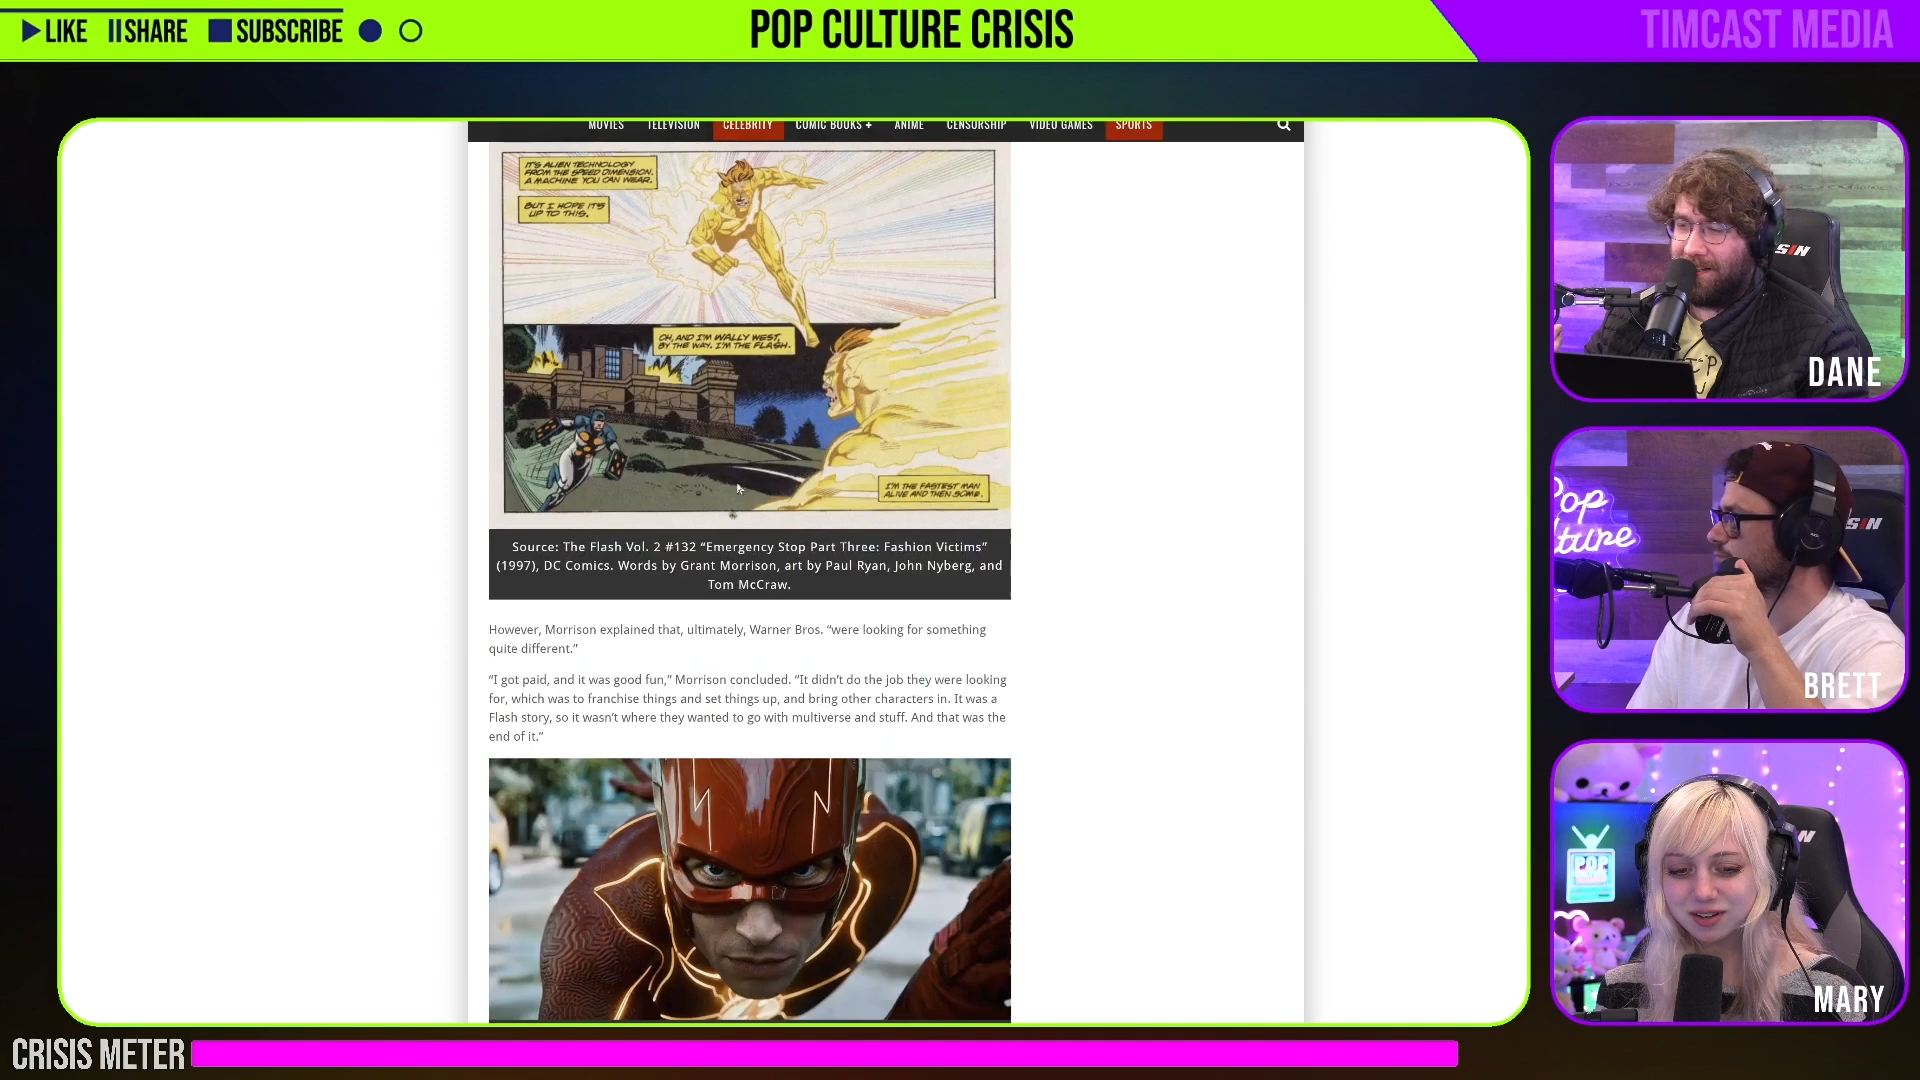 LIKE SHARE SUBSCRIBE
POP CULTURE CRISIS
TIMCAST MEDIA
MOVIES TELEVISION CELEBRITY COMIC BOOKS + ANIME CENSORSHIP VIDEO GAMES SPORTS
IT'S ALIEN TECHNOLOGY
FROM THE SPEED DIMENSION.
A MACHINE YOU CAN WEAR.
BUT I HOPE IT'S
UP TO THIS.
OH, AND I'M WALLY WEST,
BY THE WAY. I'M THE FLASH.
I'M THE FASTEST MAN
ALIVE AND THEN SOME.
Source: The Flash Vol. 2 #132 “Emergency Stop Part Three: Fashion Victims”
(1997), DC Comics. Words by Grant Morrison, art by Paul Ryan, John Nyberg, and
Tom McCraw.
However, Morrison explained that, ultimately, Warner Bros. “were looking for something
quite different.”
“I got paid, and it was good fun,” Morrison concluded. “It didn’t do the job they were looking
for, which was to franchise things and set things up, and bring other characters in. It was a
Flash story, so it wasn’t where they wanted to go with multiverse and stuff. And that was the
end of it.”
DANE
Pop
BRETT
POP
MARY
CRISIS METER